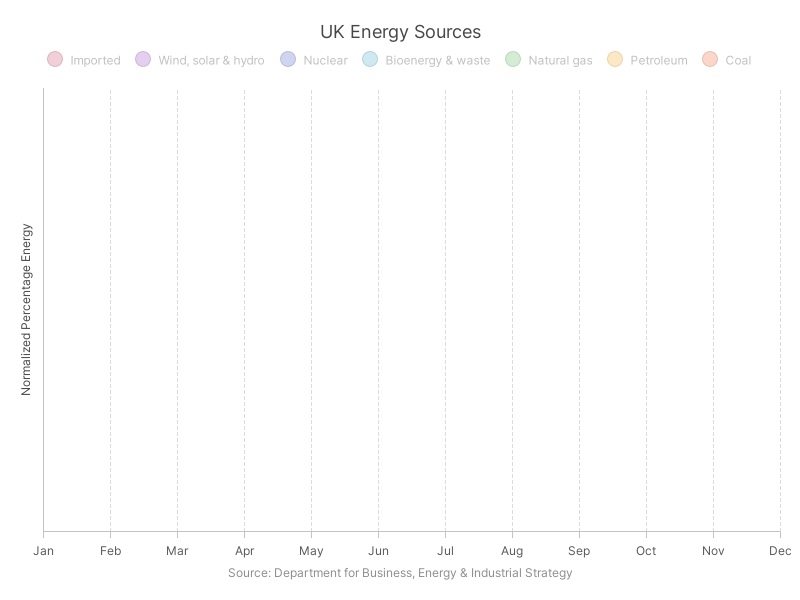 UK Energy Sources
Imported Wind, solar & hydro Nuclear Bioenergy & waste Natural gas Petroleum Coal
Normalized Percentage Energy
Jan Feb Mar Apr May Jun Jul Aug Sep Oct Nov Dec
Source: Department for Business, Energy & Industrial Strategy